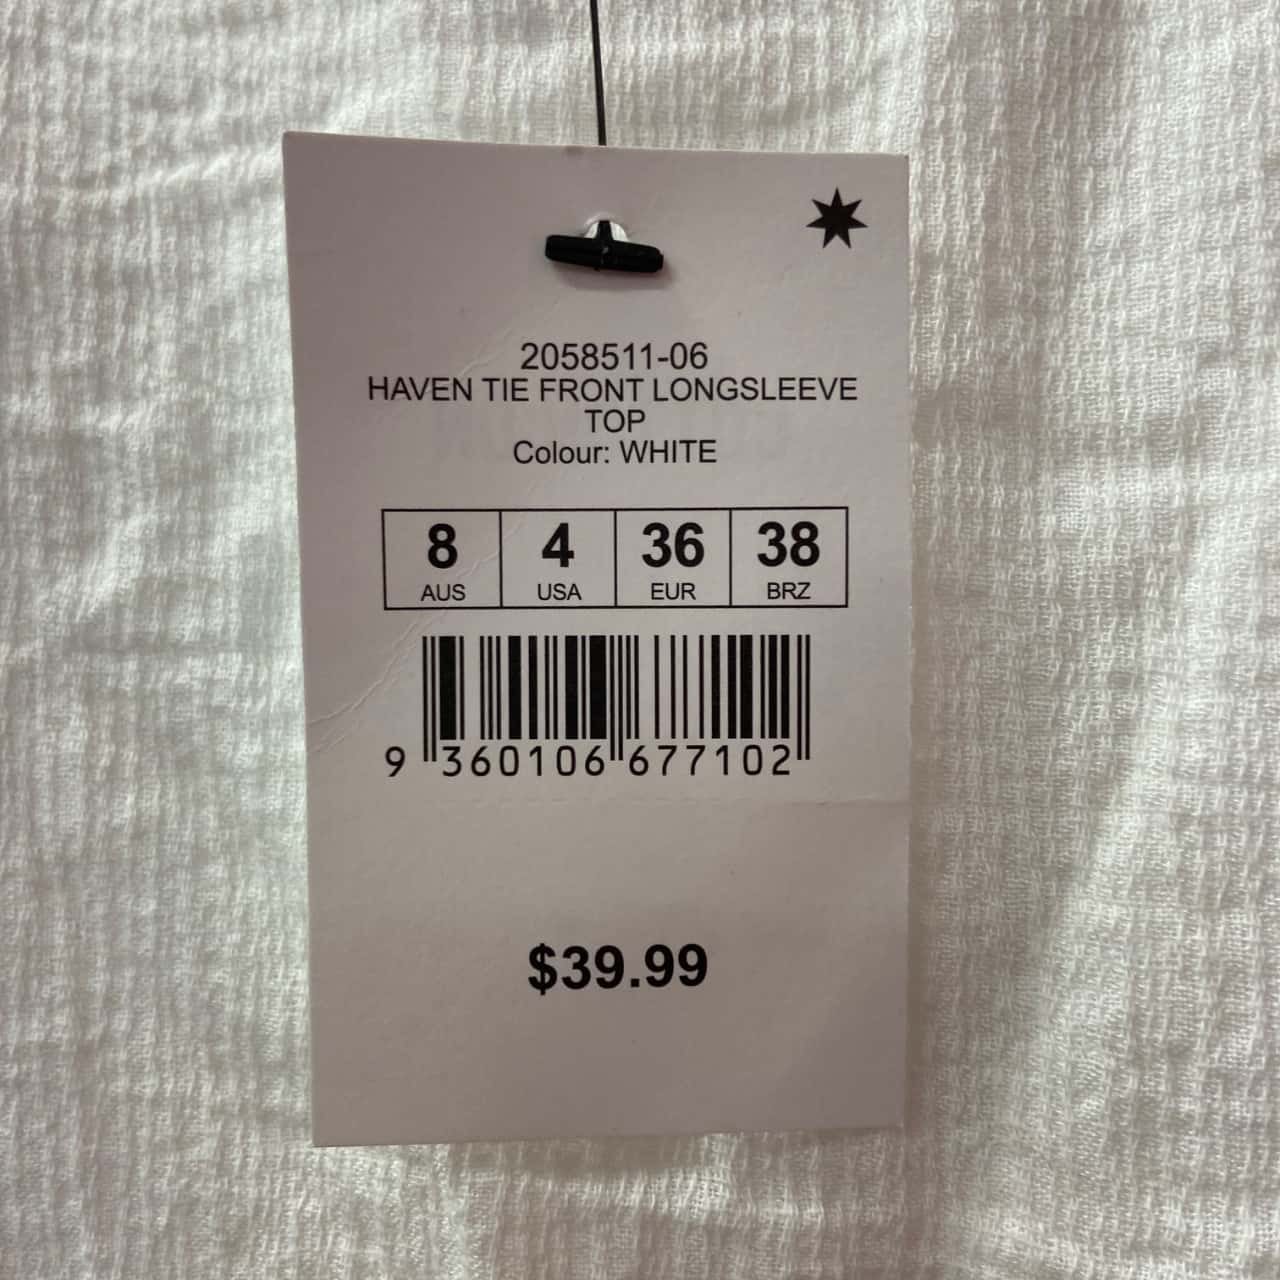 2058511-06
HAVEN TIE FRONT LONGSLEEVE
TOP
Colour: WHITE
8 4 36 38
AUS USA EUR BRZ
9 360106 677102
$39.99